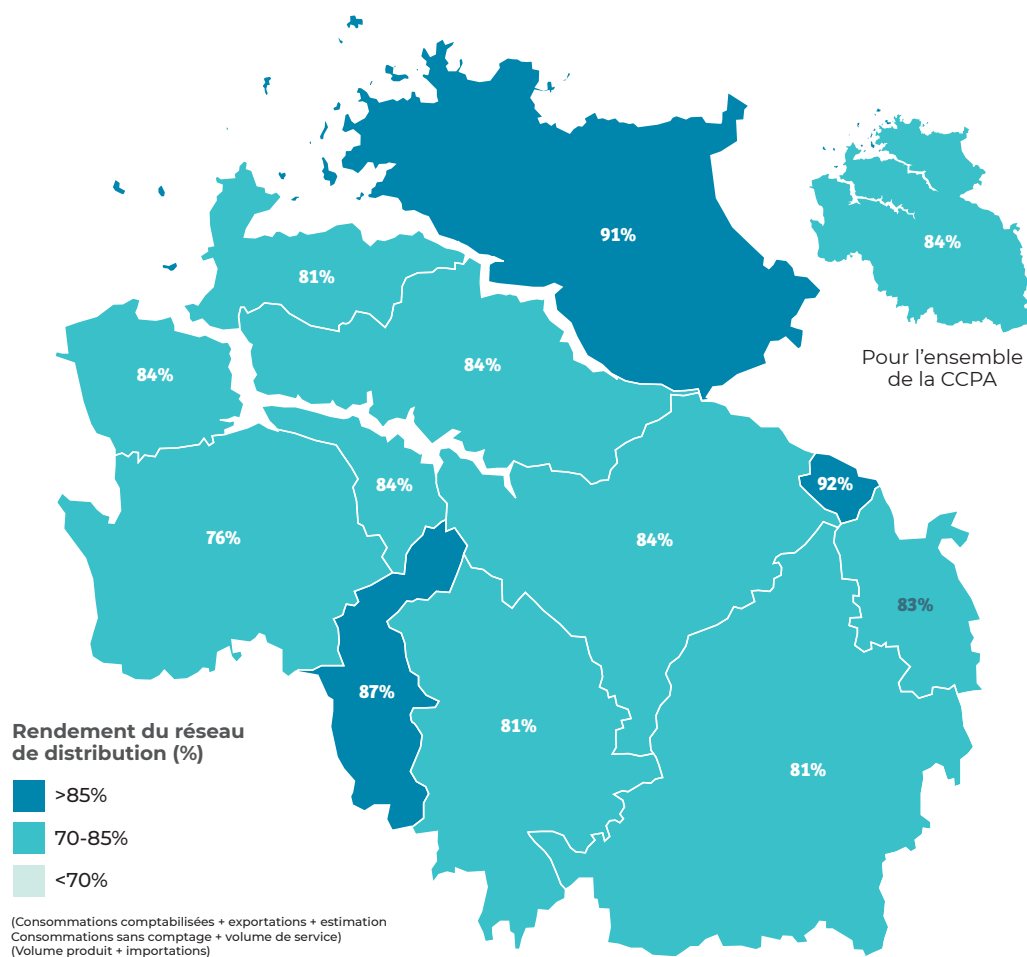 91%
84%
81%
Pour l'ensemble
de la CCPA
84%
84%
84%
92%
76%
84%
83%
87%
81%
81%
Rendement du réseau
de distribution (%)
>85%
70-85%
<70%
(Consommations comptabilisées + exportations + estimation
Consommations sans comptage + volume de service)
(Volume produit + importations)